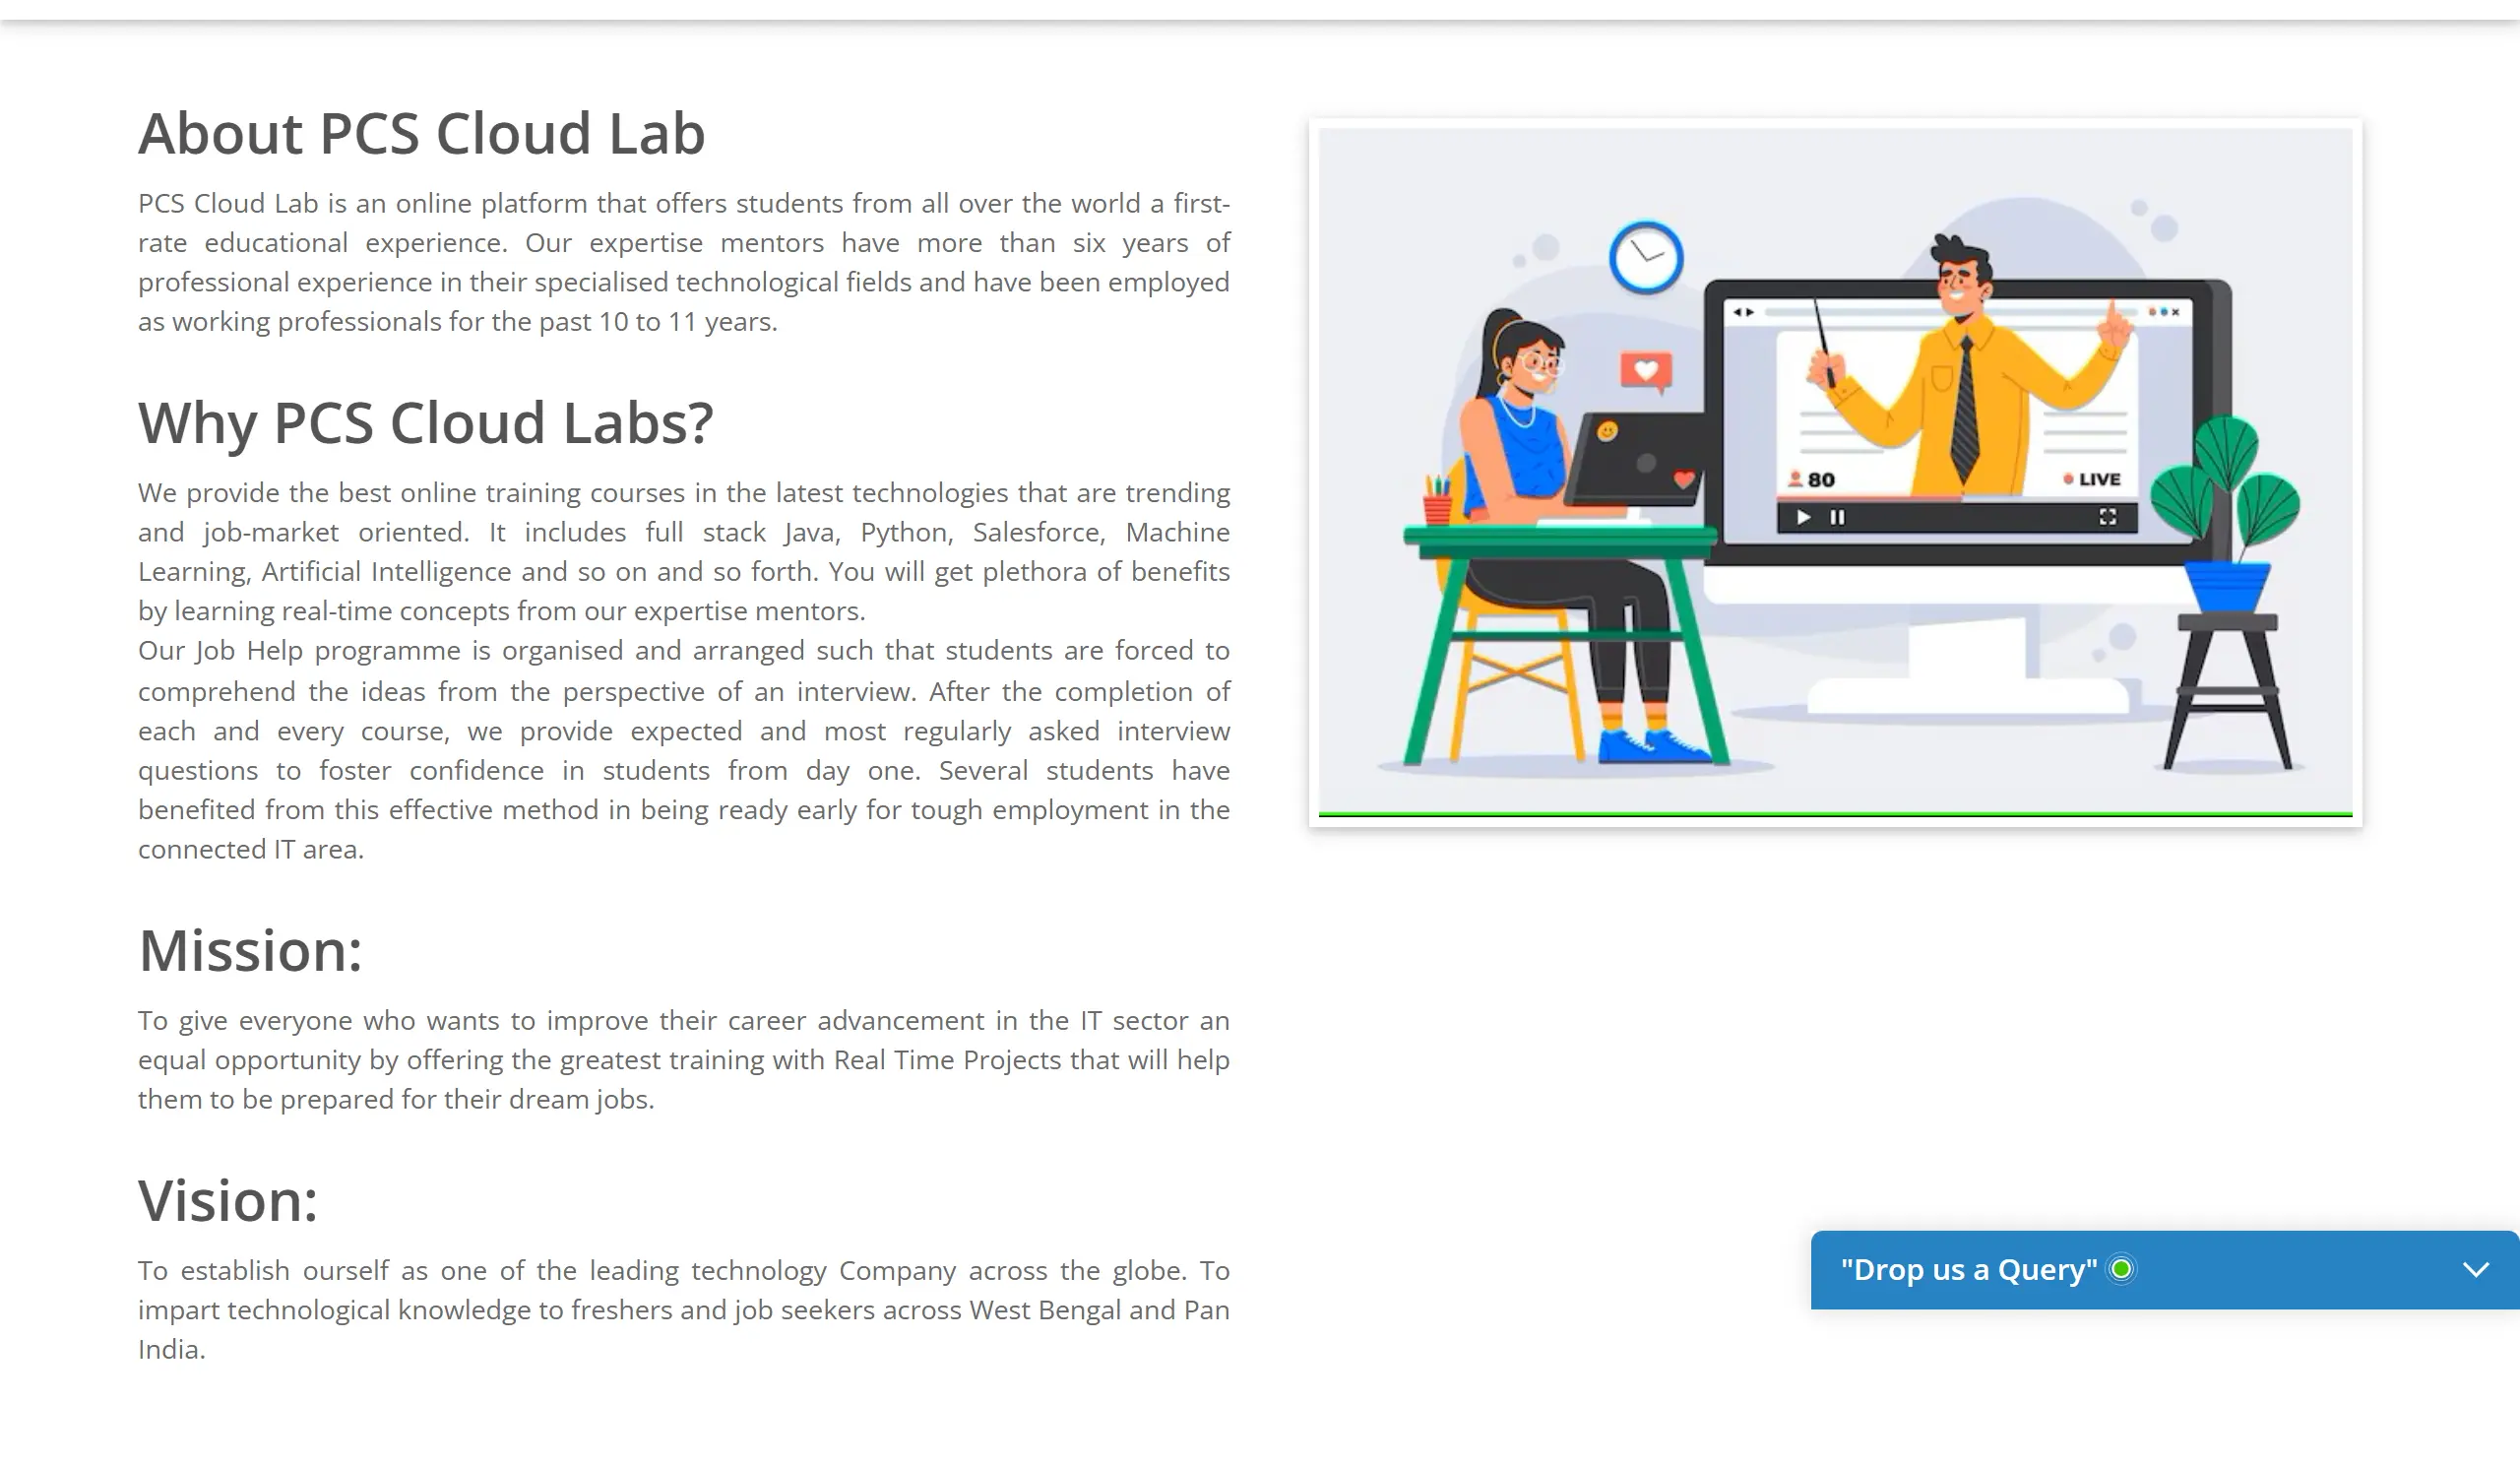 About PCS Cloud Lab
PCS Cloud Lab is an online platform that offers students from all over the world a first-
rate educational experience. Our expertise mentors have more than six years of
professional experience in their specialised technological fields and have been employed
as working professionals for the past 10 to 11 years.
Why PCS Cloud Labs?
We provide the best online training courses in the latest technologies that are trending
and job-market oriented. It includes full stack Java, Python, Salesforce, Machine
Learning, Artificial Intelligence and so on and so forth. You will get plethora of benefits
by learning real-time concepts from our expertise mentors.
Our Job Help programme is organised and arranged such that students are forced to
comprehend the ideas from the perspective of an interview. After the completion of
each and every course, we provide expected and most regularly asked interview
questions to foster confidence in students from day one. Several students have
benefited from this effective method in being ready early for tough employment in the
connected IT area.
Mission:
To give everyone who wants to improve their career advancement in the IT sector an
equal opportunity by offering the greatest training with Real Time Projects that will help
them to be prepared for their dream jobs.
Vision:
To establish ourself as one of the leading technology Company across the globe. To
impart technological knowledge to freshers and job seekers across West Bengal and Pan
India.
80
LIVE
"Drop us a Query"